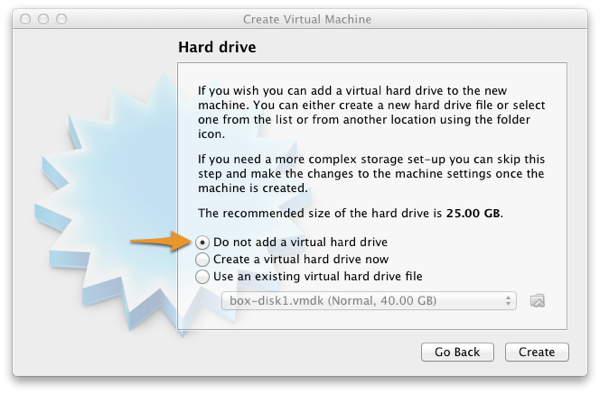 Create Virtual Machine
Hard drive
If you wish you can add a virtual hard drive to the new
machine. You can either create a new hard drive file or select
one from the list or from another location using the folder
icon.
If you need a more complex storage set-up you can skip this
step and make the changes to the machine settings once the
machine is created.
The recommended size of the hard drive is 25.00 GB.
Do not add a virtual hard drive
Create a virtual hard drive now
Use an existing virtual hard drive file
box-disk1.vmdk (Normal, 40.00 GB)
Go Back
Create